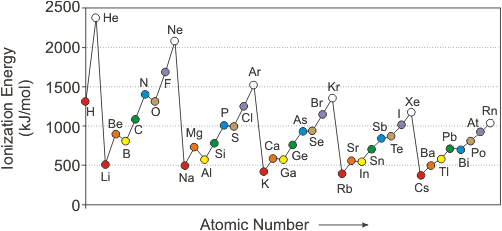 2500
2000
1500
1000
500
0
Ionization Energy
(kJ/mol)
Atomic Number
H
He
Li
Be
B
C
N
O
F
Ne
Na
Mg
Al
Si
P
S
Cl
Ar
K
Ca
Ga
Ge
As
Se
Br
Kr
Rb
Sr
In
Sn
Sb
Te
I
Xe
Cs
Ba
Tl
Pb
Bi
Po
At
Rn